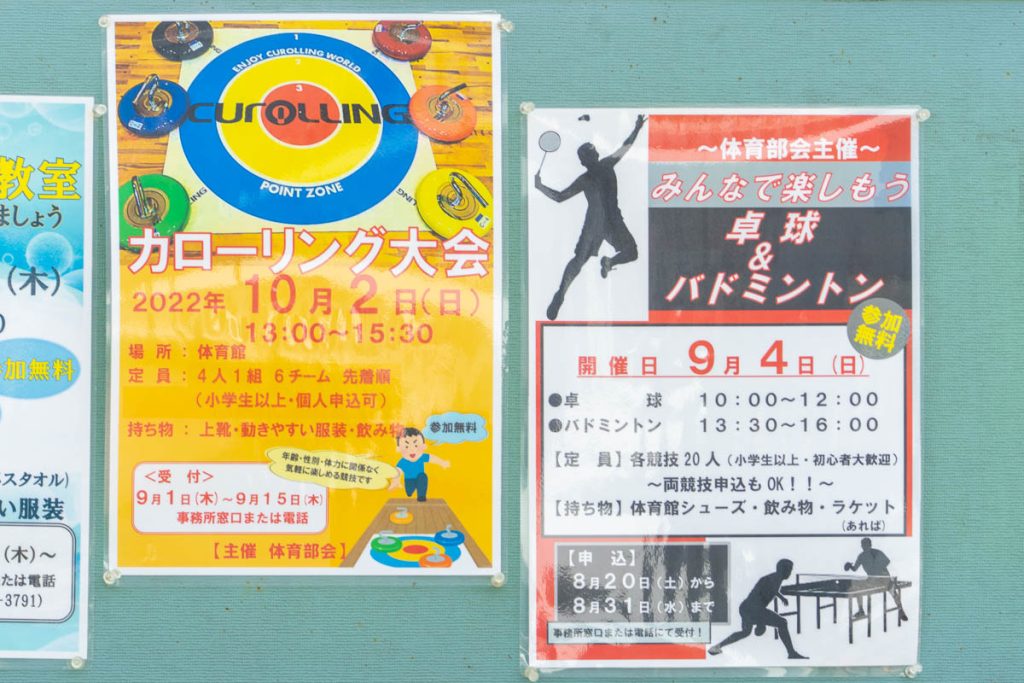 教室
ましょう
(木)
参加無料
バスタオル)
い服装
(木)～
または電話
-3791)
ENJOY CUROLLING WORLD
1
2
3
CUROLLING
POINT ZONE
カローリング大会
2022年 10月2日(日)
13:00～15:30
場所：体育館
定員：4人1組 6チーム 先着順
(小学生以上・個人申込可)
持ち物：上靴・動きやすい服装・飲み物
参加無料
年齢・性別・体力に関係なく
気軽に楽しめる競技です
＜受 付＞
9月1日(木)～9月15日(木)
事務所窓口または電話
【主催 体育部会】
～体育部会主催～
みんなで楽しもう
卓球
&
バドミントン
参加
無料
開催日 9月4日(日)
●卓球 10:00～12:00
●バドミントン 13:30～16:00
【定 員】各競技20人(小学生以上・初心者大歓迎)
～両競技申込もOK！！～
【持ち物】体育館シューズ・飲み物・ラケット
(あれば)
【申 込】
8月20日(土)から
8月31日(水)まで
事務所窓口または電話にて受付！